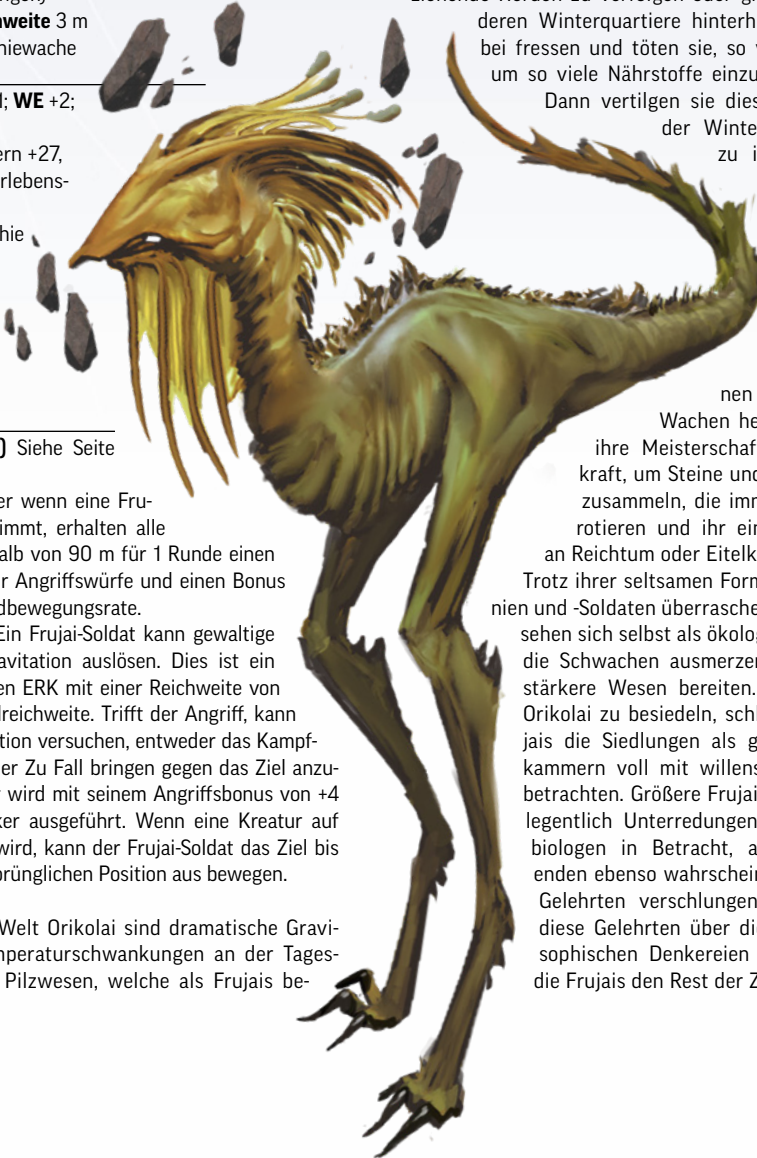 hweite 3 m
niewache
; WE +2;
ern +27,
rlebens-
hie
) Siehe Seite
er wenn eine Fru-
immt, erhalten alle
alb von 90 m für 1 Runde einen
r Angriffswürfe und einen Bonus
dbewegungsrate.
Ein Frujai-Soldat kann gewaltige
avitation auslösen. Dies ist ein
en ERK mit einer Reichweite von
dreichweite. Trifft der Angriff, kann
tion versuchen, entweder das Kampf-
er Zu Fall bringen gegen das Ziel anzu-
wird mit seinem Angriffsbonus von +4
ker ausgeführt. Wenn eine Kreatur auf
wird, kann der Frujai-Soldat das Ziel bis
prünglichen Position aus bewegen.
Welt Orikolai sind dramatische Gravi-
mperaturschwankungen an der Tages-
Pilzwesen, welche als Frujais be-
ziehende Herden zu verfolgen oder
deren Winterquartiere hinterh
bei fressen und töten sie, so
um so viele Nährstoffe einzu
Dann vertilgen sie dies
der Winte
zu i
nen
Wachen he
ihre Meisterschaf
kraft, um Steine und
zusammeln, die imm
rotieren und ihr ein
an Reichtum oder Eitelk
Trotz ihrer seltsamen Form
nien und -Soldaten überrasche
sehen sich selbst als ökolog
die Schwachen ausmerzen
stärkere Wesen bereiten.
Orikolai zu besiedeln, schl
jais die Siedlungen als g
kammern voll mit willens
betrachten. Größere Frujai
legentlich Unterredungen
biologen in Betracht, a
enden ebenso wahrschein
Gelehrten verschlungen
diese Gelehrten über die
sophischen Denkereien
die Frujais den Rest der Z